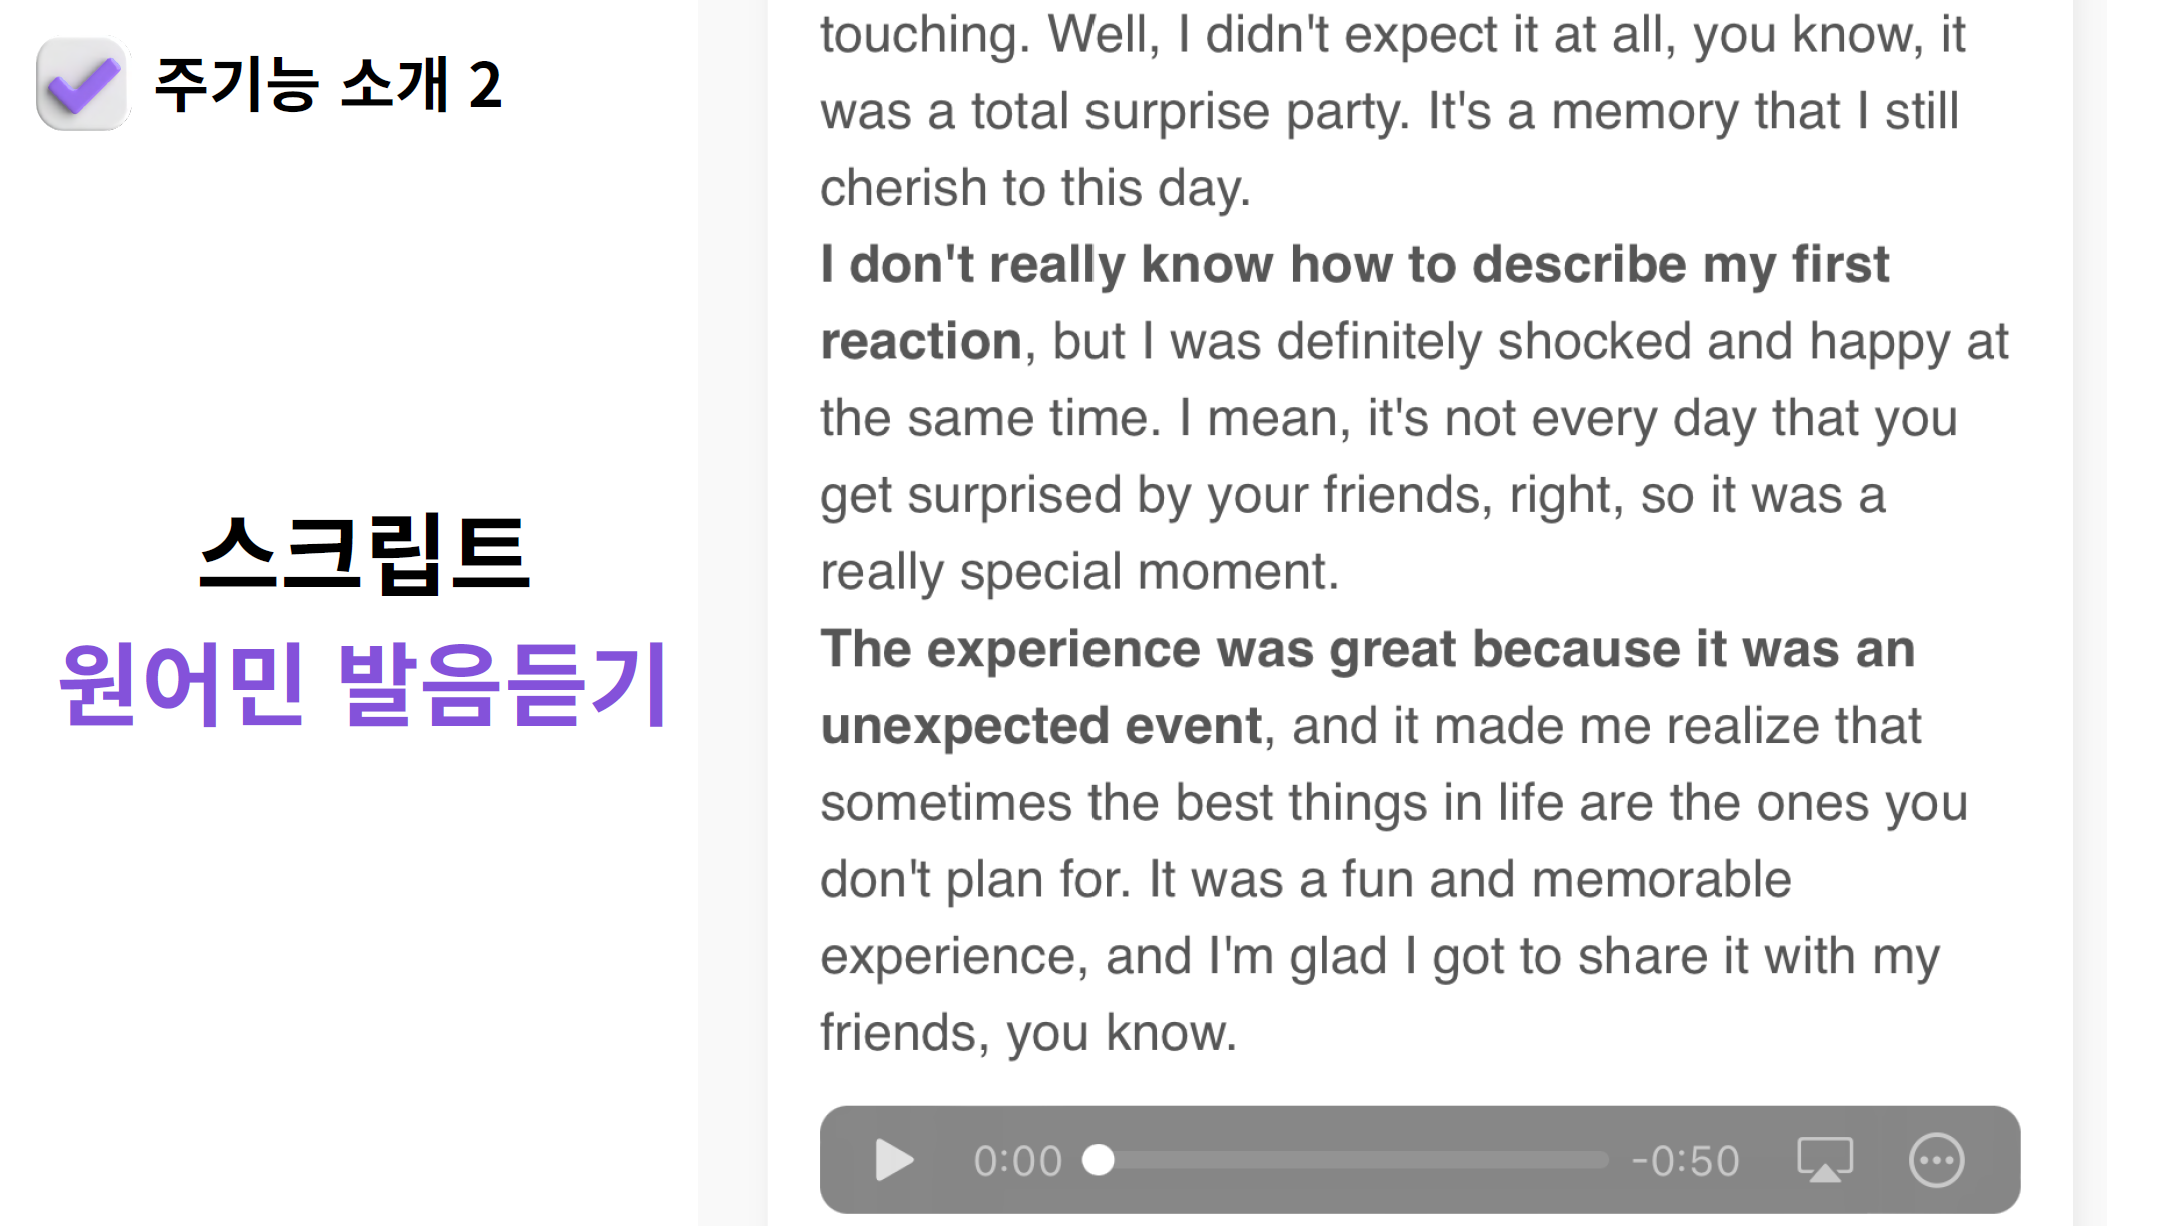 주기능 소개 2
스크립트
원어민 발음듣기
touching. Well, I didn't expect it at all, you know, it
was a total surprise party. It's a memory that I still
cherish to this day.
I don't really know how to describe my first
reaction, but I was definitely shocked and happy at
the same time. I mean, it's not every day that you
get surprised by your friends, right, so it was a
really special moment.
The experience was great because it was an
unexpected event, and it made me realize that
sometimes the best things in life are the ones you
don't plan for. It was a fun and memorable
experience, and I'm glad I got to share it with my
friends, you know.
0:00 -0:50